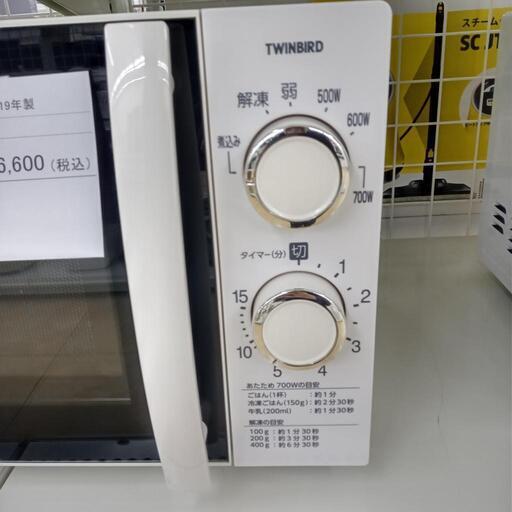 TWINBIRD
解凍 弱 500W
煮込み 600W
700W
タイマー(分) 切 1
15 2
10 3
5 4
あたため 700Wの目安
ごはん(1杯) :約1分
冷凍ごはん(150g):約2分30秒
牛乳(200ml) :約1分30秒
解凍の目安
100g:約1分30秒
200g:約3分30秒
400g:約6分30秒
19年製
6,600(税込)
スチーム
SC JT